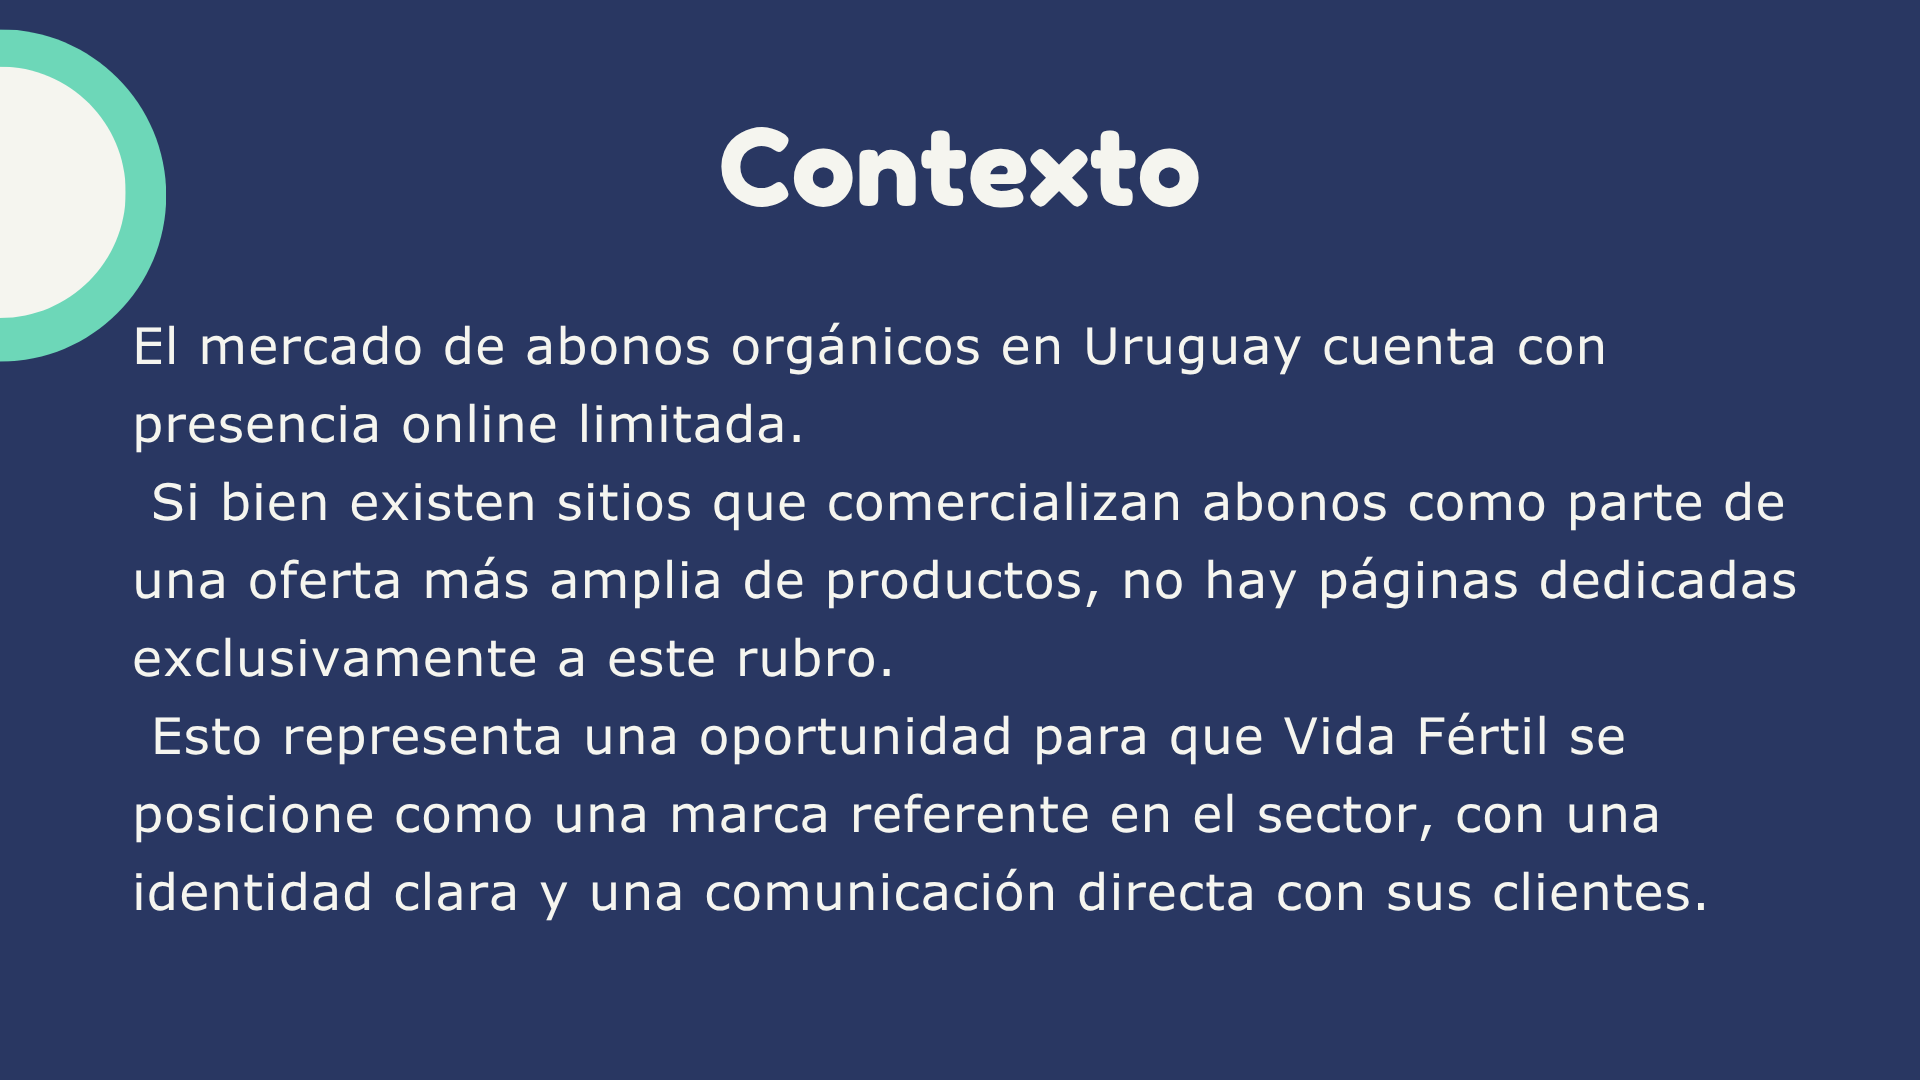 Contexto
El mercado de abonos orgánicos en Uruguay cuenta con
presencia online limitada.
Si bien existen sitios que comercializan abonos como parte de
una oferta más amplia de productos, no hay páginas dedicadas
exclusivamente a este rubro.
Esto representa una oportunidad para que Vida Fértil se
posicione como una marca referente en el sector, con una
identidad clara y una comunicación directa con sus clientes.